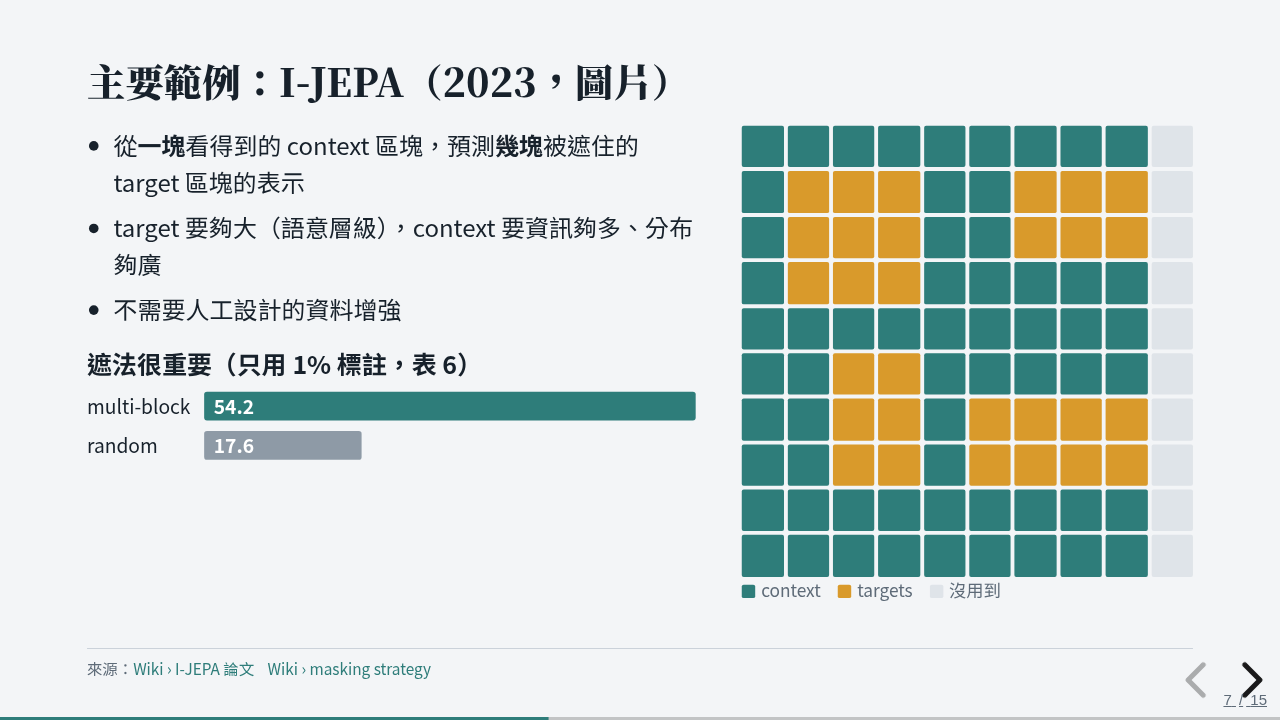 主要範例：I-JEPA（2023，圖片）
• 從一塊看得到的 context 區塊，預測幾塊被遮住的
target 區塊的表示
• target 要夠大（語意層級），context 要資訊夠多、分布
夠廣
• 不需要人工設計的資料增強
遮法很重要（只用 1% 標註，表 6）
multi-block 54.2
random 17.6
context targets 沒用到
來源：Wiki › I-JEPA 論文 Wiki › masking strategy
7 / 15